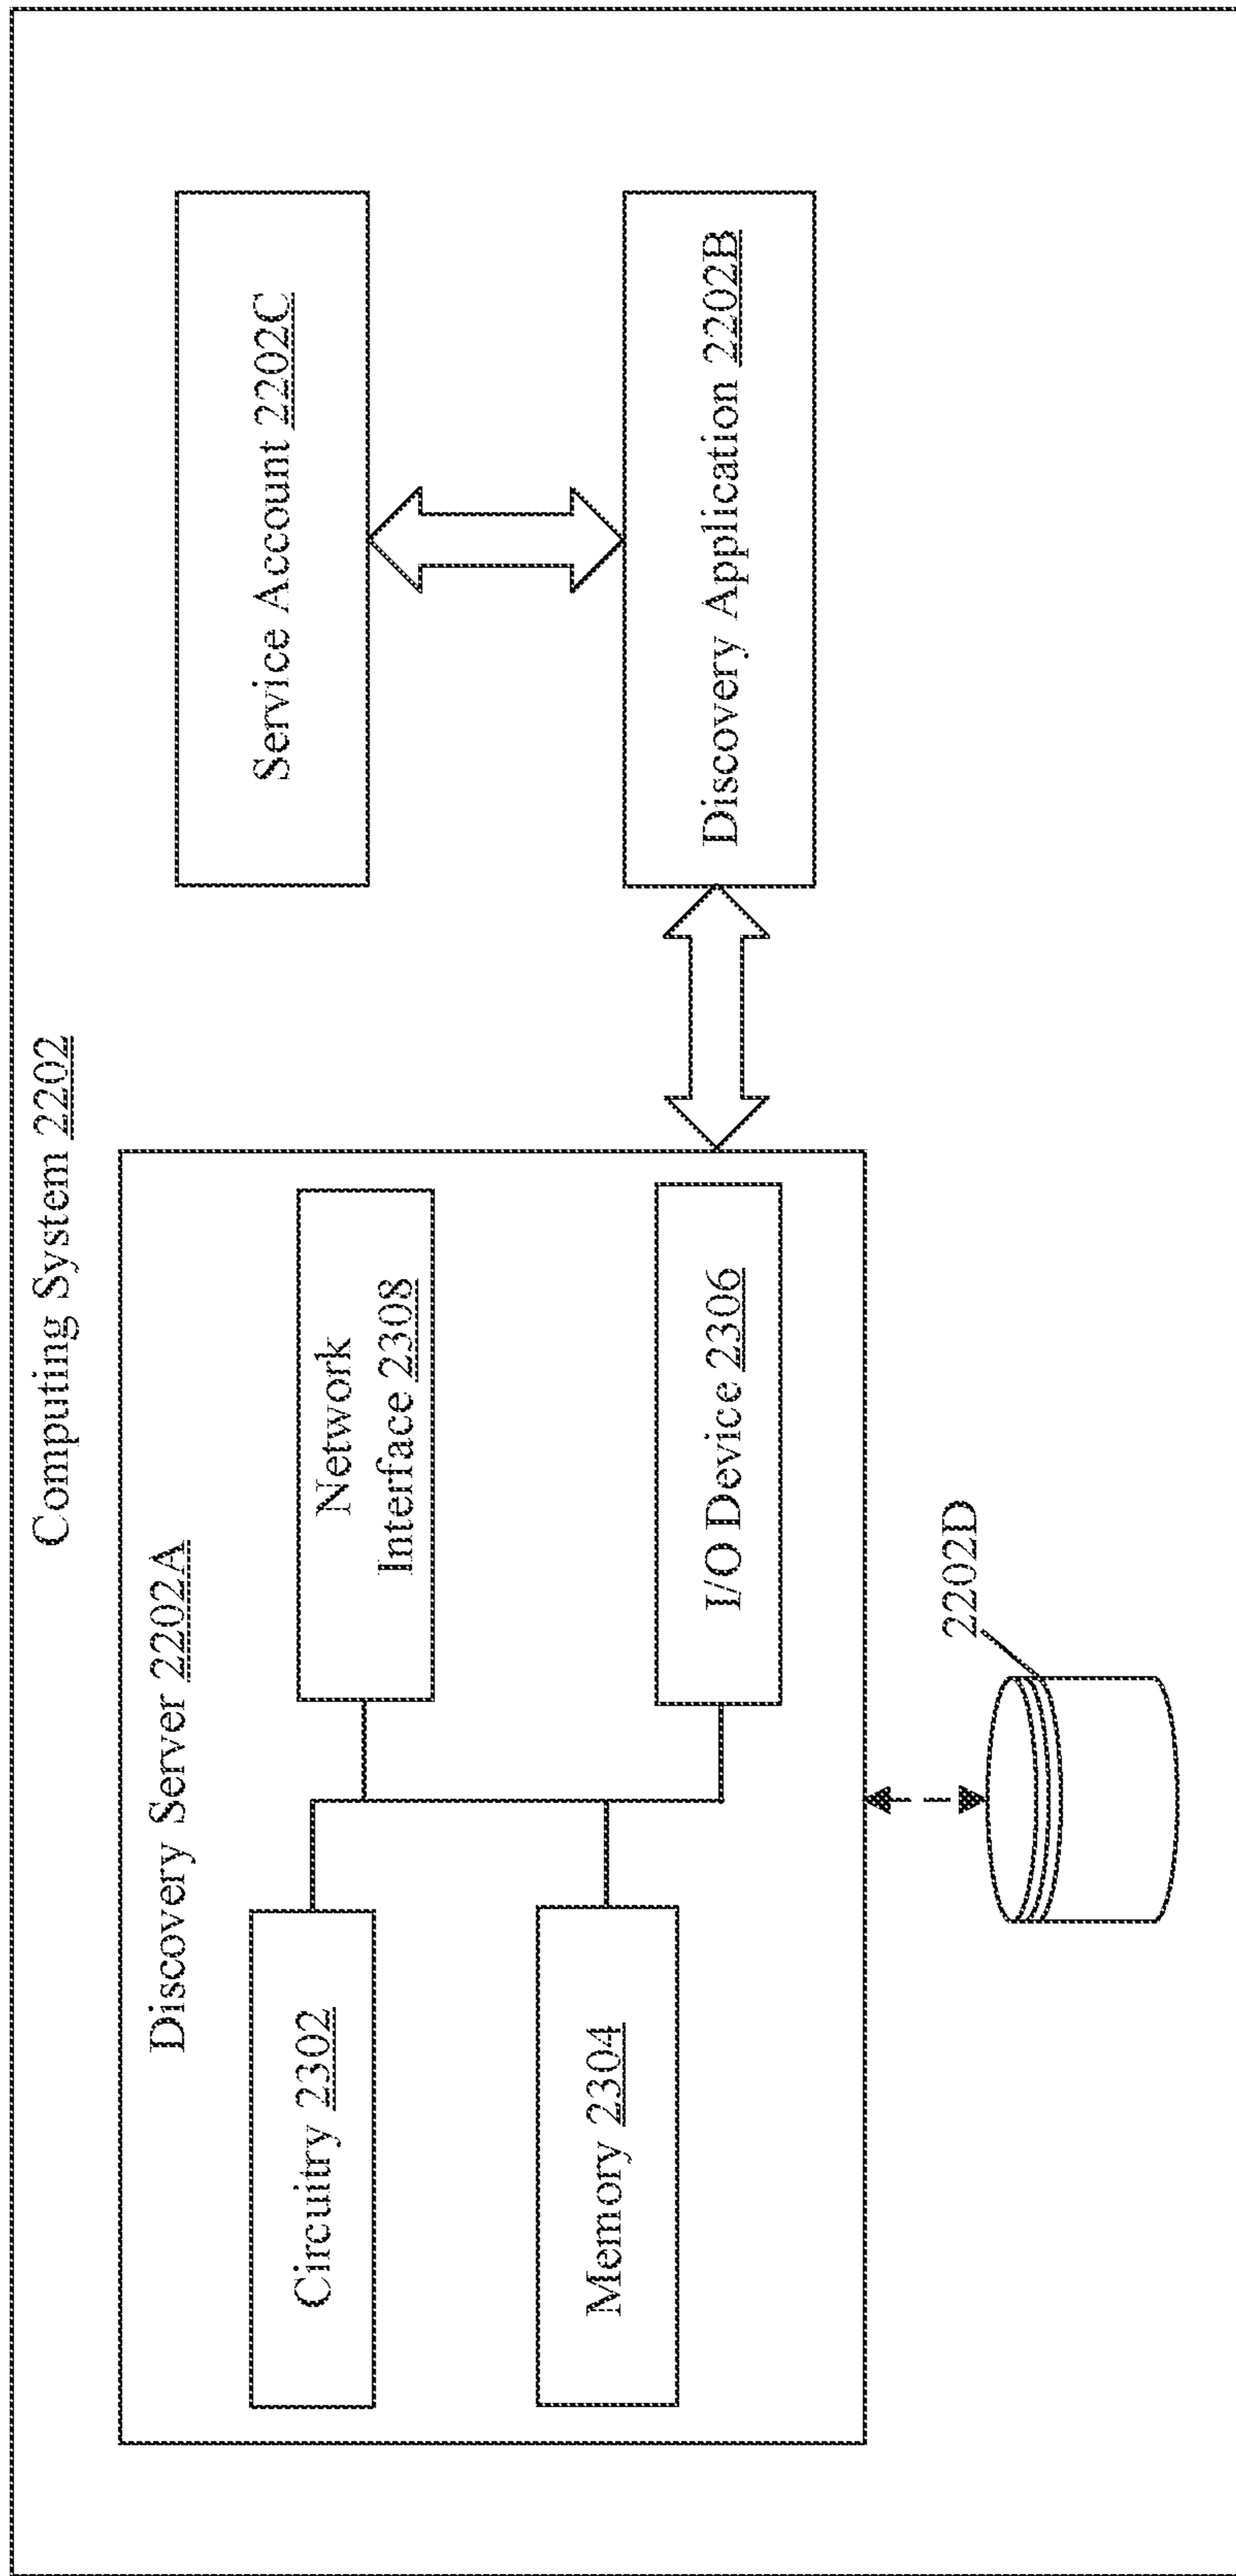 Computing System 2202
Discovery Server 2202A
Circuitry 2302
Network
Interface 2308
Service Account 2202C
Memory 2304
I/O Device 2306
Discovery Application 2202B
2202D